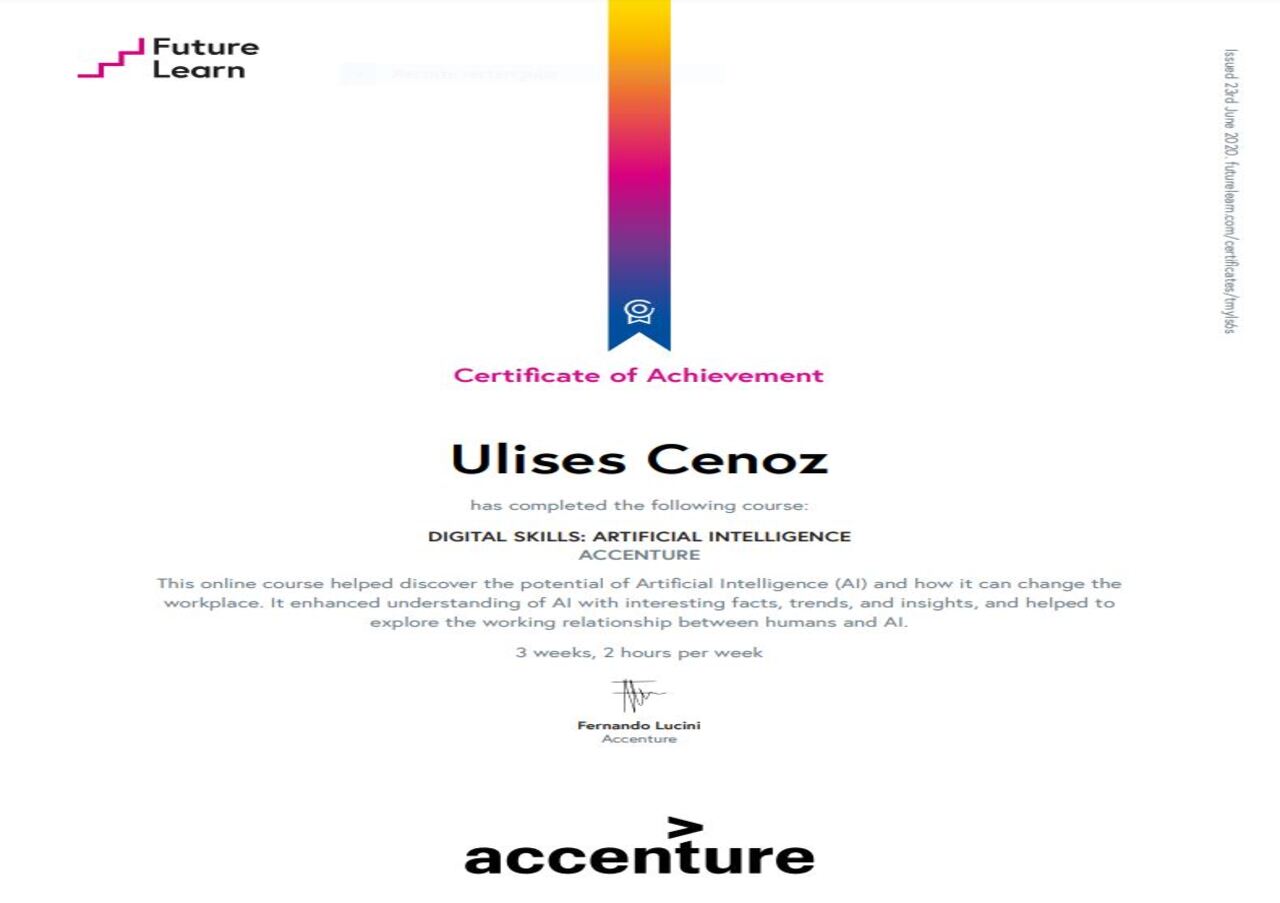 Future
Learn
Issued 23rd June 2020. futurelearn.com/certificates/tmyls6s
Certificate of Achievement
Ulises Cenoz
has completed the following course:
DIGITAL SKILLS: ARTIFICIAL INTELLIGENCE
ACCENTURE
This online course helped discover the potential of Artificial Intelligence (AI) and how it can change the
workplace. It enhanced understanding of AI with interesting facts, trends, and insights, and helped to
explore the working relationship between humans and AI.
3 weeks, 2 hours per week
Fernando Lucini
Accenture
accenture